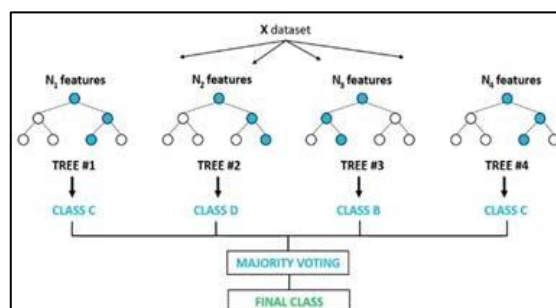 X dataset
N₁ features N₂ features N₃ features N₄ features
TREE #1 TREE #2 TREE #3 TREE #4
CLASS C CLASS D CLASS B CLASS C
MAJORITY VOTING
FINAL CLASS